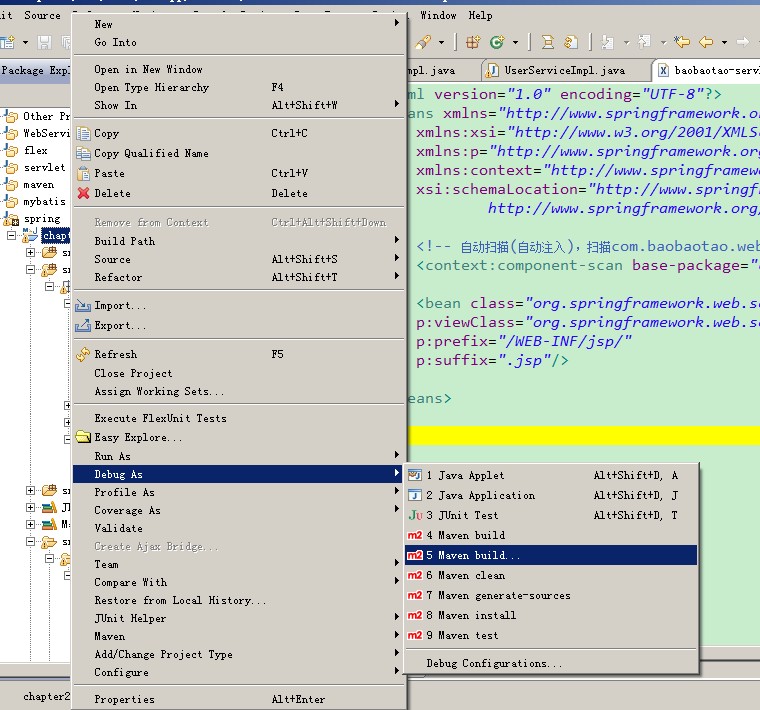 it Source
Window Help
Package Expl
mpl.java
UserServiceImpl.java
baobaotao-serv
Other Pr
WebServi
flex
servlet
maven
mybatis
spring
chapt
New
Go Into
Open in New Window
Open Type Hierarchy F4
Show In Alt+Shift+W
Copy Ctrl+C
Copy Qualified Name
Paste Ctrl+V
Delete Delete
Remove from Context Ctrl+Alt+Shift+Down
Build Path
Source Alt+Shift+S
Refactor Alt+Shift+T
Import...
Export...
Refresh F5
Close Project
Assign Working Sets...
Execute FlexUnit Tests
Easy Explore...
Run As
Debug As
Profile As
Coverage As
Validate
Create Ajax Bridge...
Team
Compare With
Restore from Local History...
JUnit Helper
Maven
Add/Change Project Type
Configure
Properties Alt+Enter
ml version="1.0" encoding="UTF-8"?>
ans xmlns="http://www.springframework.o
xmlns:xsi="http://www.w3.org/2001/XMLSc
xmlns:p="http://www.springframework.org
xmlns:context="http://www.springframewo
xsi:schemaLocation="http://www.springf
http://www.springframework.org/
<!-- 自动扫描(自动注入),扫描com.baobaotao.web
<context:component-scan base-package="
<bean class="org.springframework.web.se
p:viewClass="org.springframework.web.se
p:prefix="/WEB-INF/jsp/"
p:suffix=".jsp"/>
eans>
1 Java Applet Alt+Shift+D, A
2 Java Application Alt+Shift+D, J
3 JUnit Test Alt+Shift+D, T
4 Maven build
5 Maven build...
6 Maven clean
7 Maven generate-sources
8 Maven install
9 Maven test
Debug Configurations...
chapter2